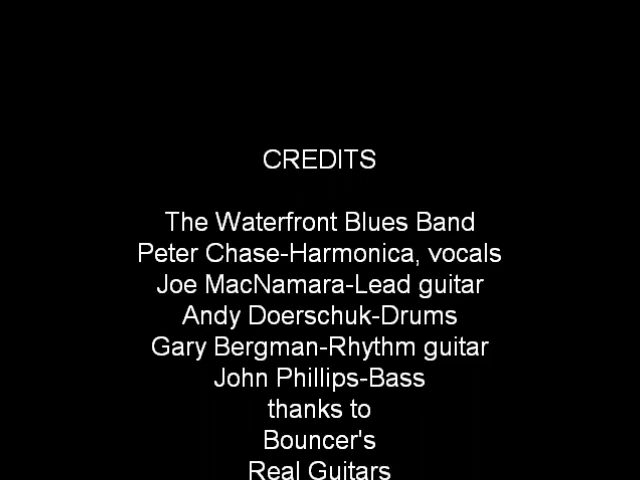 CREDITS
The Waterfront Blues Band
Peter Chase-Harmonica, vocals
Joe MacNamara-Lead guitar
Andy Doerschuk-Drums
Gary Bergman-Rhythm guitar
John Phillips-Bass
thanks to
Bouncer's
Real Guitars